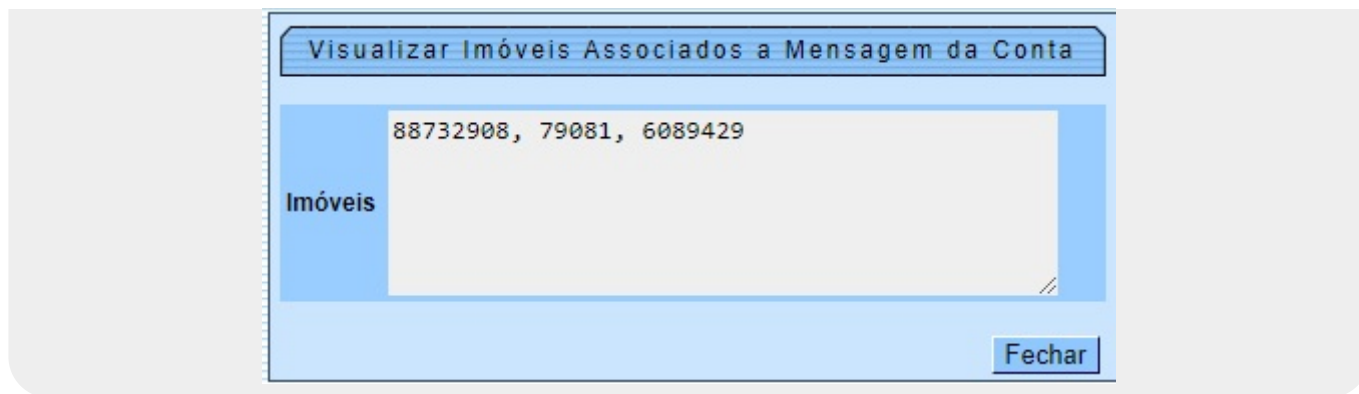 Visualizar Imóveis Associados a Mensagem da Conta
88732908, 79081, 6089429
Imóveis
Fechar